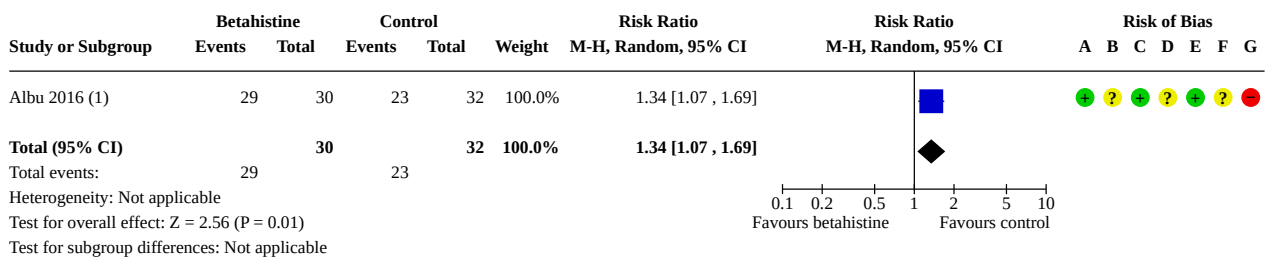 Betahistine Control Risk Ratio Risk Ratio Risk of Bias
Study or Subgroup Events Total Events Total Weight M-H, Random, 95% CI M-H, Random, 95% CI A B C D E F G
Albu 2016 (1) 29 30 23 32 100.0% 1.34 [1.07 , 1.69] + ? + ? + ? −
Total (95% CI) 30 32 100.0% 1.34 [1.07 , 1.69]
Total events: 29 23
Heterogeneity: Not applicable 0.1 0.2 0.5 1 2 5 10
Test for overall effect: Z = 2.56 (P = 0.01) Favours betahistine Favours control
Test for subgroup differences: Not applicable